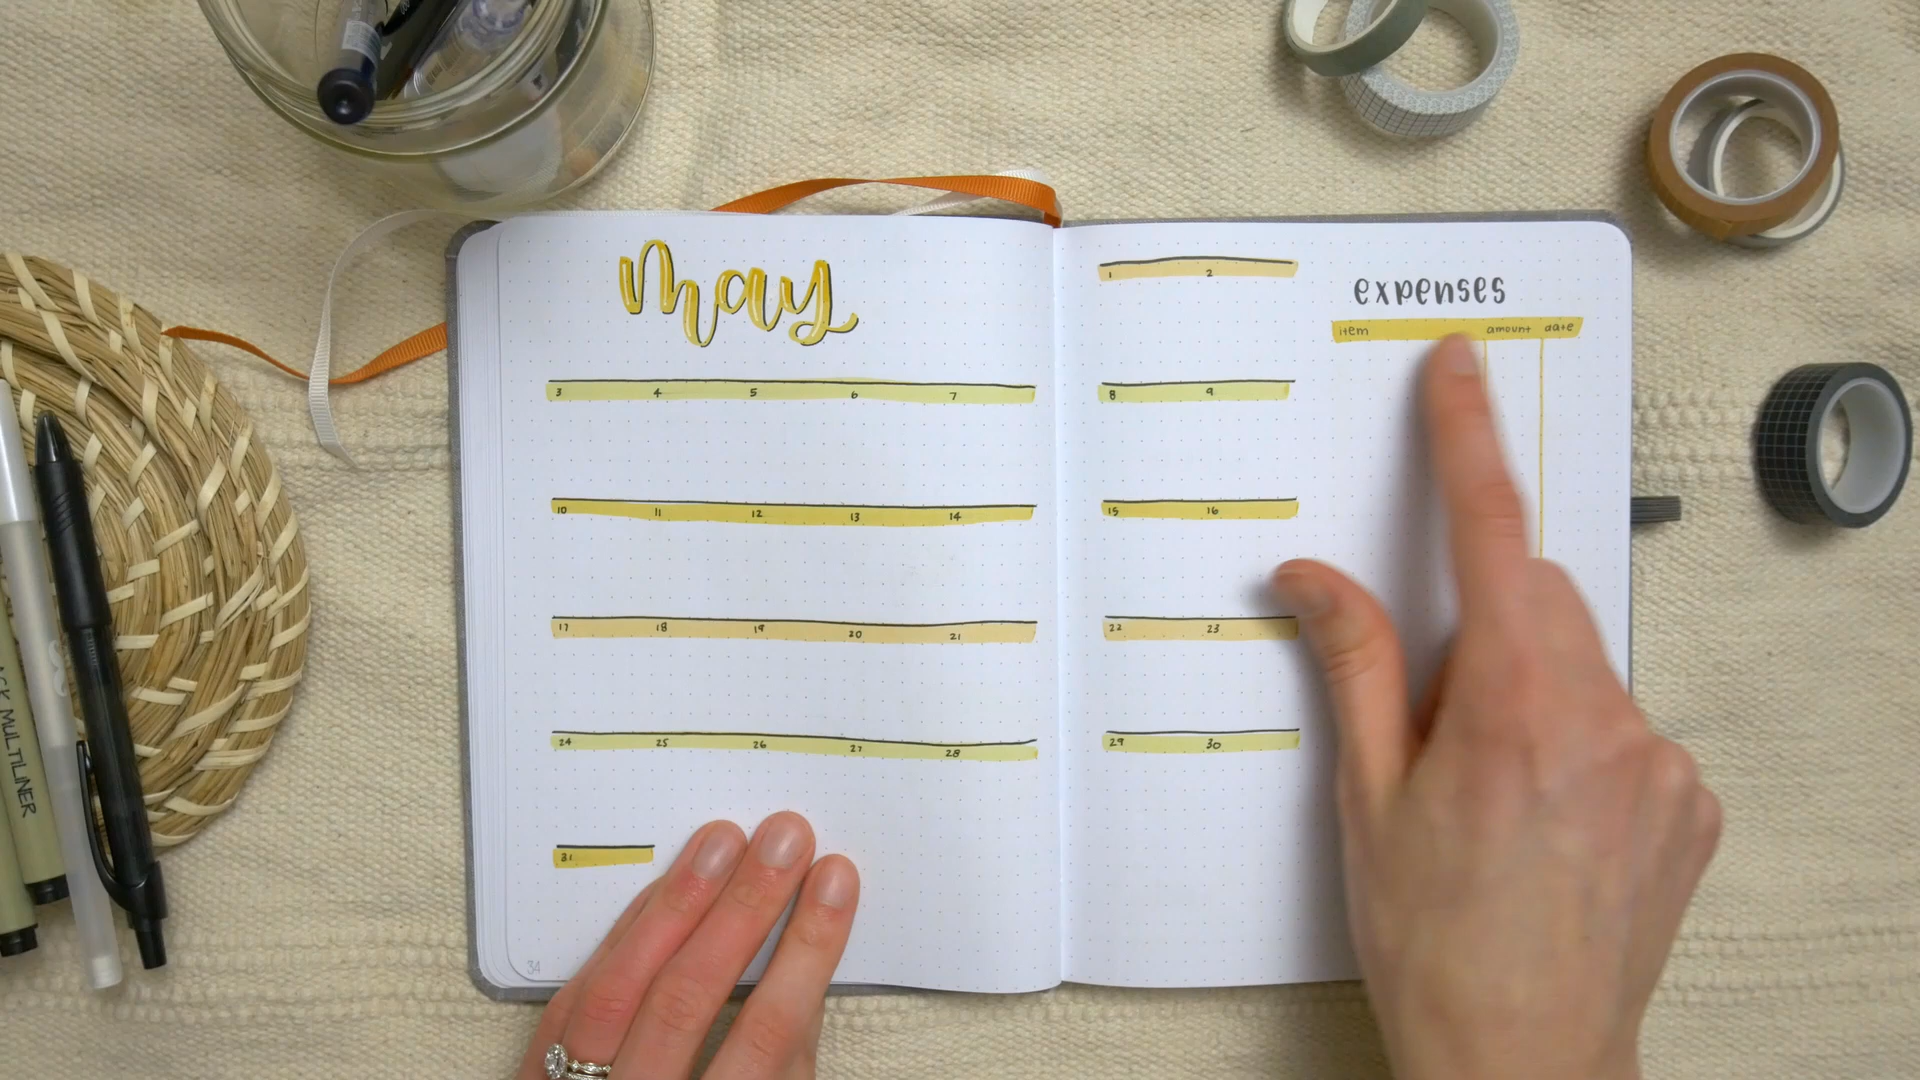 may
1 2
3 4 5 6 7
8 9
10 11 12 13 14
15 16
17 18 19 20 21
22 23
24 25 26 27 28
29 30
31
34
expenses
item amount date
MULTILINER